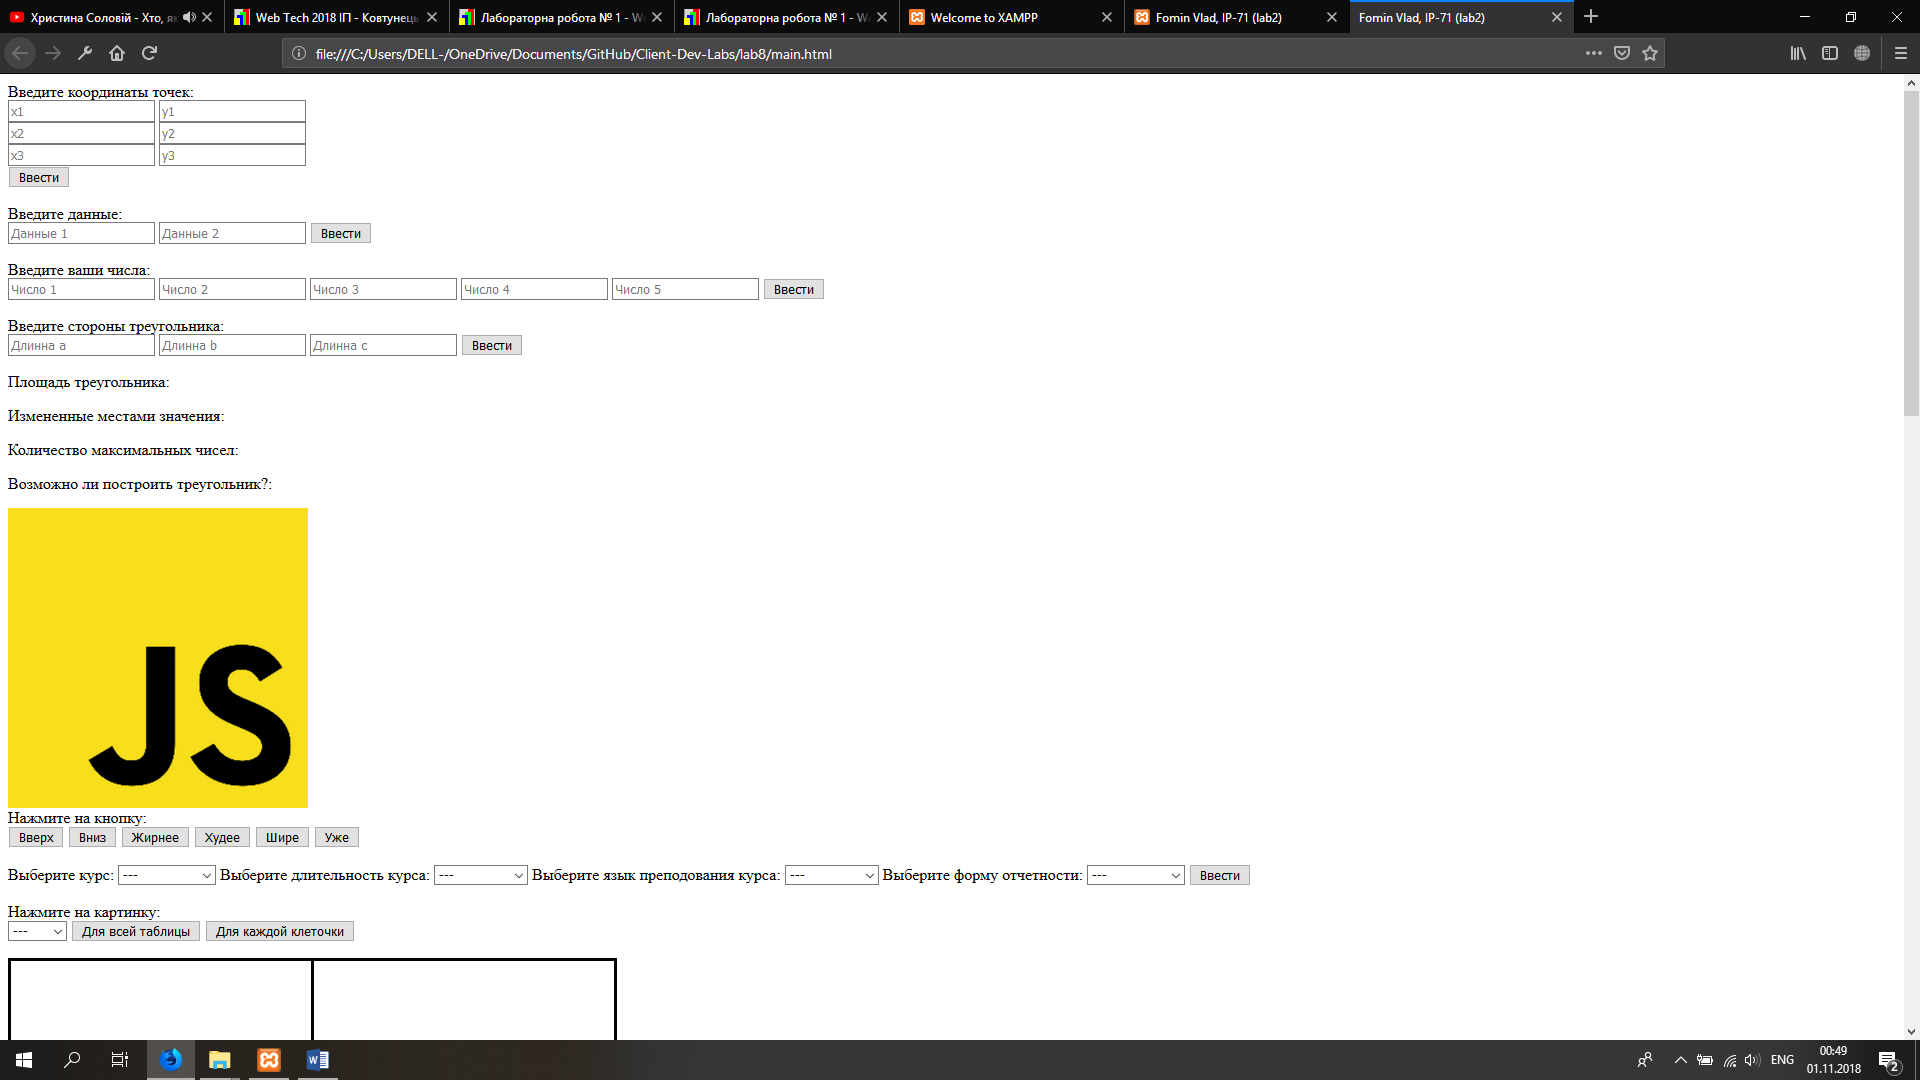 Христина Соловій - Хто, як
Web Tech 2018 ІП - Ковтунець
Лабораторна робота № 1 - We
Лабораторна робота № 1 - We
Welcome to XAMPP
Fomin Vlad, IP-71 (lab2)
Fomin Vlad, IP-71 (lab2)
file:///C:/Users/DELL-/OneDrive/Documents/GitHub/Client-Dev-Labs/lab8/main.html
Введите координаты точек:
x1 y1
x2 y2
x3 y3
Ввести
Введите данные:
Данные 1 Данные 2 Ввести
Введите ваши числа:
Число 1 Число 2 Число 3 Число 4 Число 5 Ввести
Введите стороны треугольника:
Длинна a Длинна b Длинна c Ввести
Площадь треугольника:
Измененные местами значения:
Количество максимальных чисел:
Возможно ли построить треугольник?:
JS
Нажмите на кнопку:
Вверх Вниз Жирнее Худее Шире Уже
Выберите курс: --- Выберите длительность курса: --- Выберите язык преподования курса: --- Выберите форму отчетности: --- Ввести
Нажмите на картинку:
--- Для всей таблицы Для каждой клеточки
ENG
00:49
01.11.2018
2